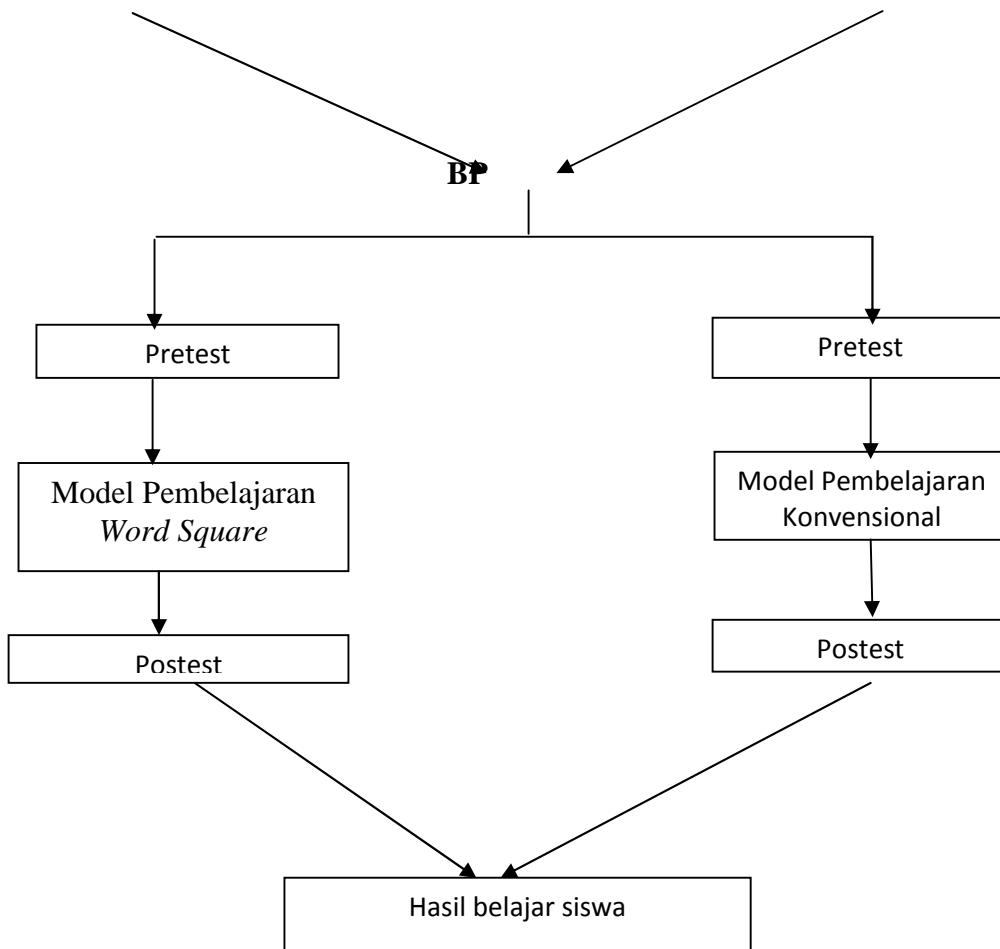 BP
Pretest
Pretest
Model Pembelajaran
Word Square
Model Pembelajaran
Konvensional
Postest
Postest
Hasil belajar siswa